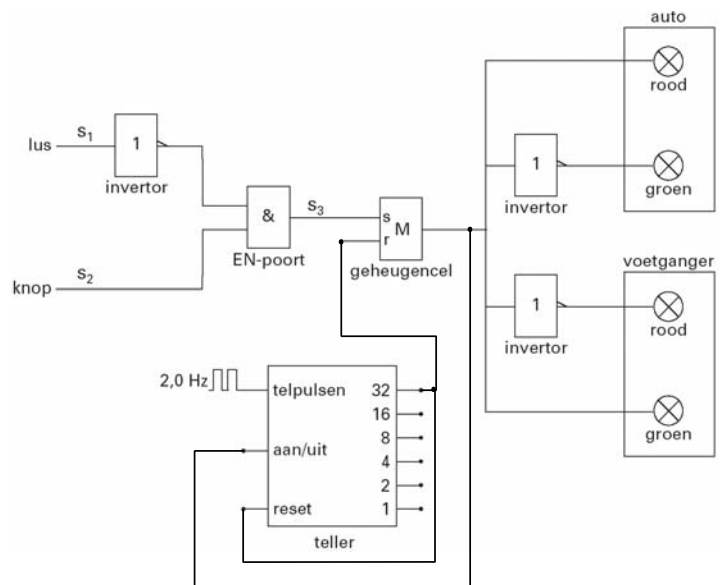 auto
rood
lus
s1
1
invertor
1
invertor
groen
&
EN-poort
s3
s
r
M
geheugencel
knop
s2
voetganger
1
invertor
rood
groen
2,0 Hz
telpulsen
aan/uit
reset
32
16
8
4
2
1
teller